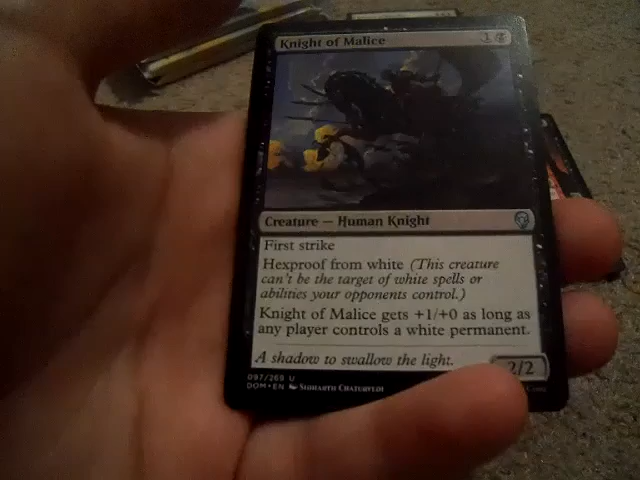 Knight of Malice 1
Creature — Human Knight
First strike
Hexproof from white (This creature
can't be the target of white spells or
abilities your opponents control.)
Knight of Malice gets +1/+0 as long as
any player controls a white permanent.
A shadow to swallow the light.
2/2
097/269 U
DOM • EN Sidharth Chaturvedi